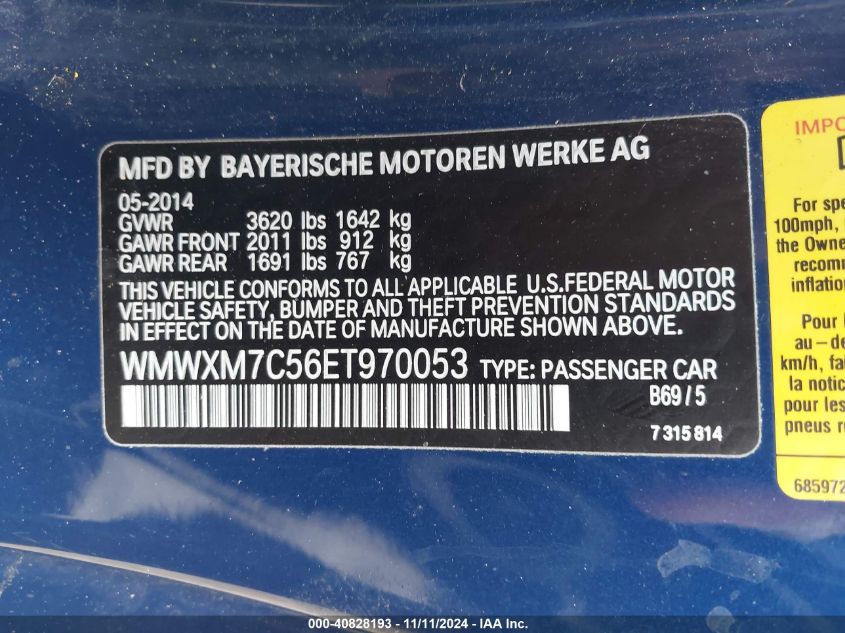 MFD BY BAYERISCHE MOTOREN WERKE AG
05-2014
GVWR 3620 lbs 1642 kg
GAWR FRONT 2011 lbs 912 kg
GAWR REAR 1691 lbs 767 kg
THIS VEHICLE CONFORMS TO ALL APPLICABLE U.S.FEDERAL MOTOR
VEHICLE SAFETY, BUMPER AND THEFT PREVENTION STANDARDS
IN EFFECT ON THE DATE OF MANUFACTURE SHOWN ABOVE.
WMWXM7C56ET970053 TYPE: PASSENGER CAR
B69/5
7 315 814
IMPO
For spe
100mph,
the Owne
recomm
inflatio
Pour l
au-de
km/h, fai
la notic
pour les
pneus r
685972
000-40828193 - 11/11/2024 - IAA Inc.